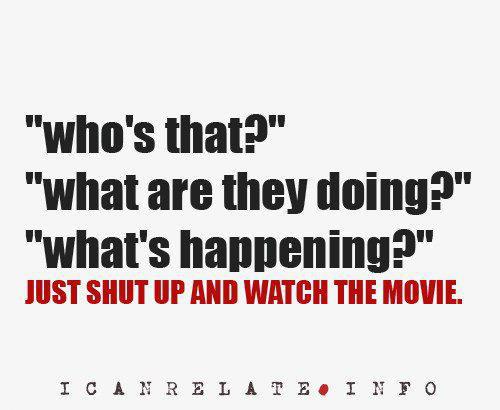 "who's that?"
"what are they doing?"
"what's happening?"
JUST SHUT UP AND WATCH THE MOVIE.
ICANRELATE.INFO